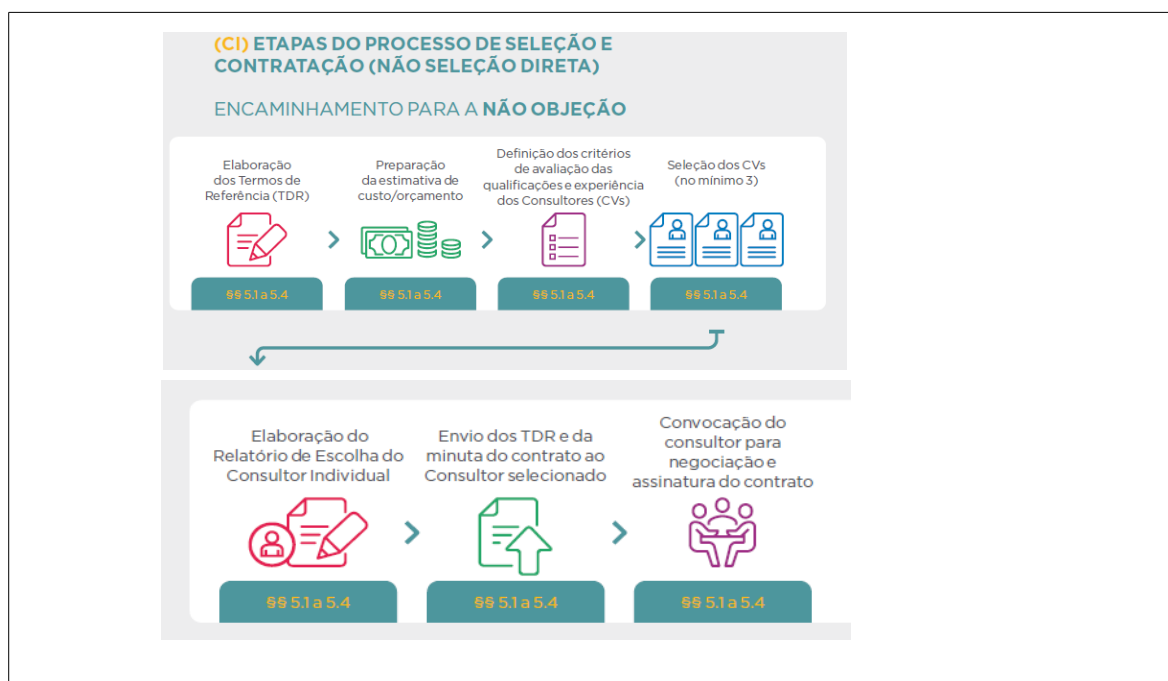 (CI) ETAPAS DO PROCESSO DE SELEÇÃO E
CONTRATAÇÃO (NÃO SELEÇÃO DIRETA)
ENCAMINHAMENTO PARA A NÃO OBJEÇÃO
Elaboração
dos Termos de
Referência (TDR)
§§ 5.1 a 5.4
Preparação
da estimativa de
custo/orçamento
§§ 5.1 a 5.4
Definição dos critérios
de avaliação das
qualificações e experiência
dos Consultores (CVs)
§§ 5.1 a 5.4
Seleção dos CVs
(no mínimo 3)
§§ 5.1 a 5.4
Elaboração do
Relatório de Escolha do
Consultor Individual
§§ 5.1 a 5.4
Envio dos TDR e da
minuta do contrato ao
Consultor selecionado
§§ 5.1 a 5.4
Convocação do
consultor para
negociação e
assinatura do contrato
§§ 5.1 a 5.4